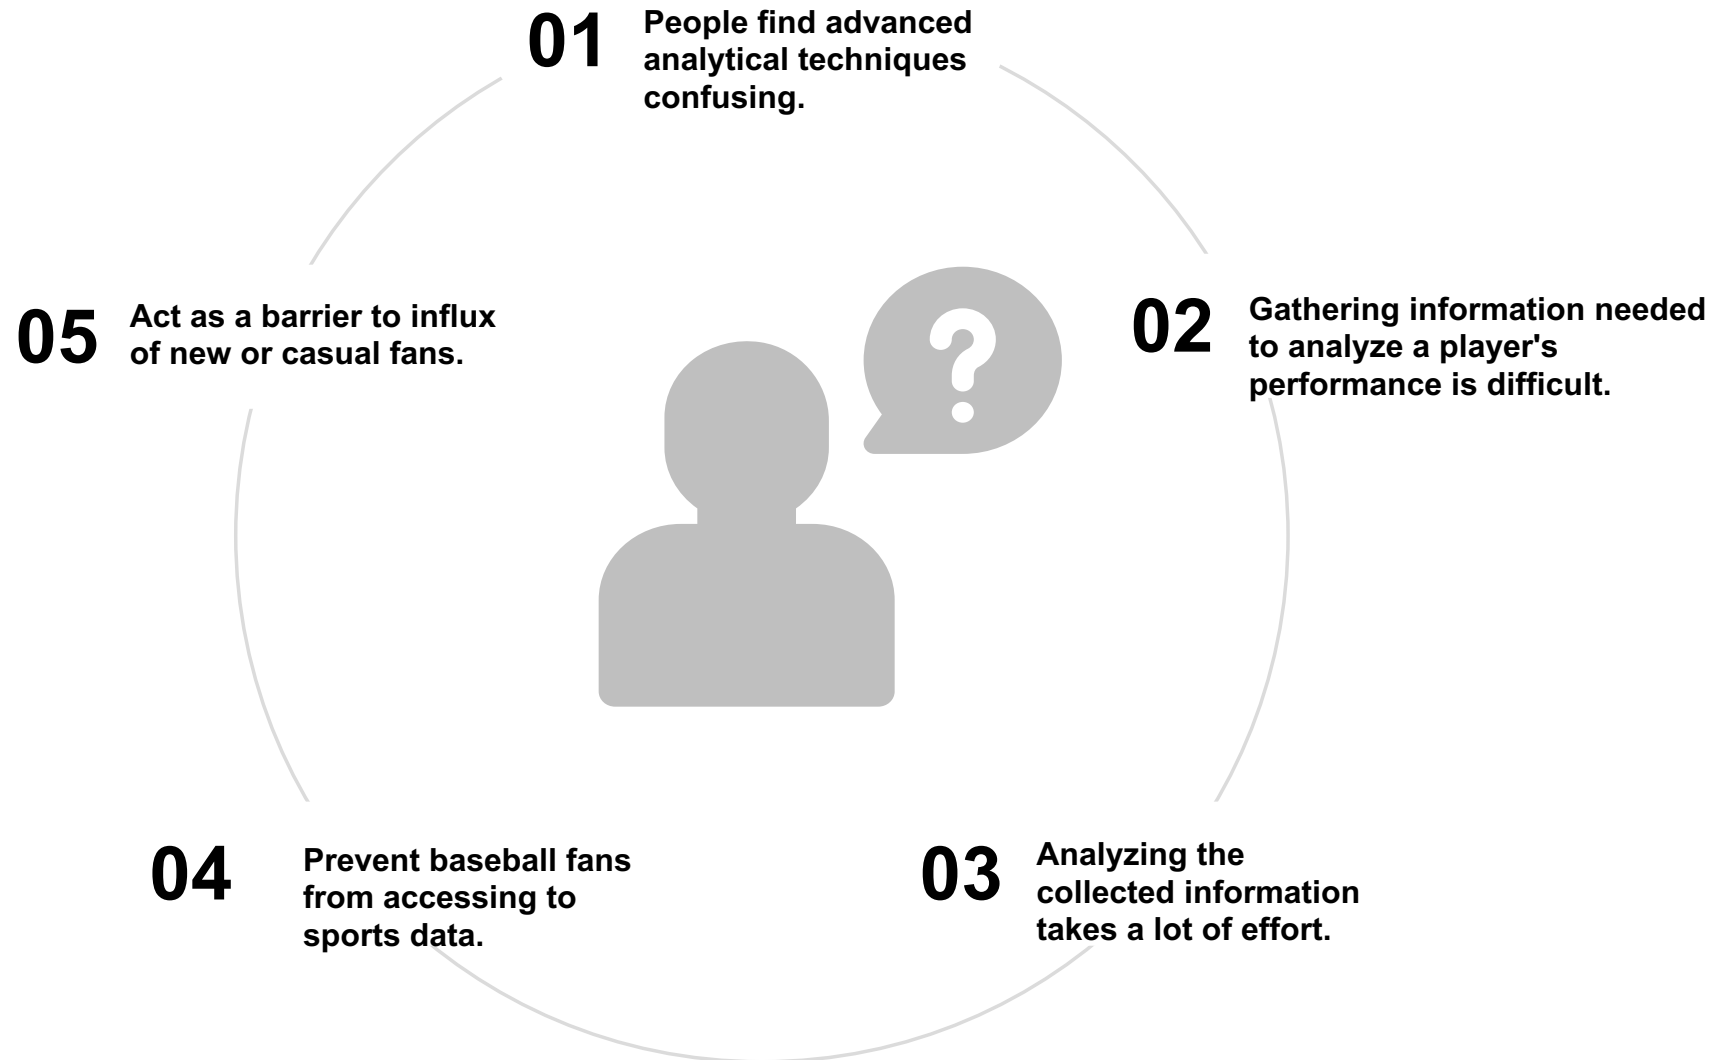 01
People find advanced
analytical techniques
confusing.
02
Gathering information needed
to analyze a player's
performance is difficult.
03
Analyzing the
collected information
takes a lot of effort.
04
Prevent baseball fans
from accessing to
sports data.
05
Act as a barrier to influx
of new or casual fans.
?